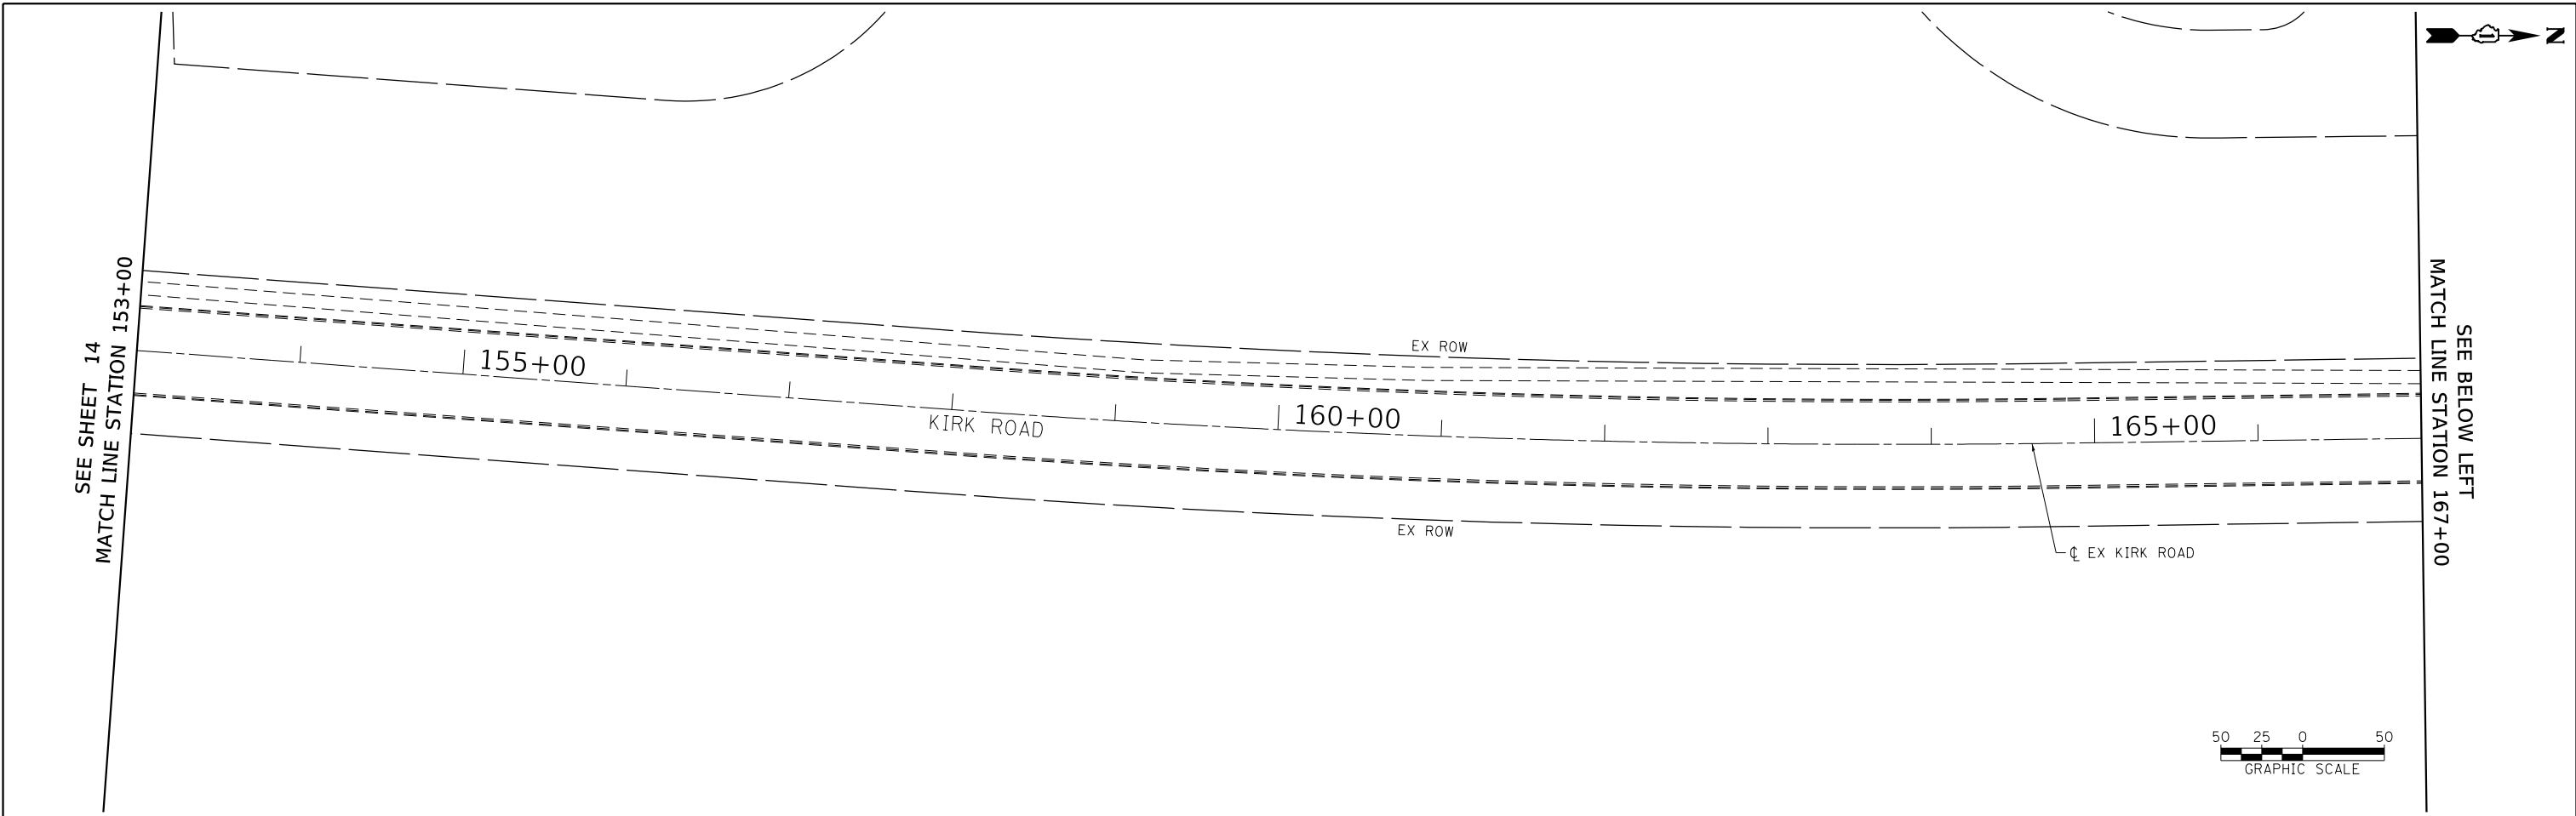 N
SEE SHEET 14
MATCH LINE STATION 153+00
155+00
KIRK ROAD
EX ROW
160+00
EX ROW
165+00
℄ EX KIRK ROAD
MATCH LINE STATION 167+00
SEE BELOW LEFT
50 25 0 50
GRAPHIC SCALE